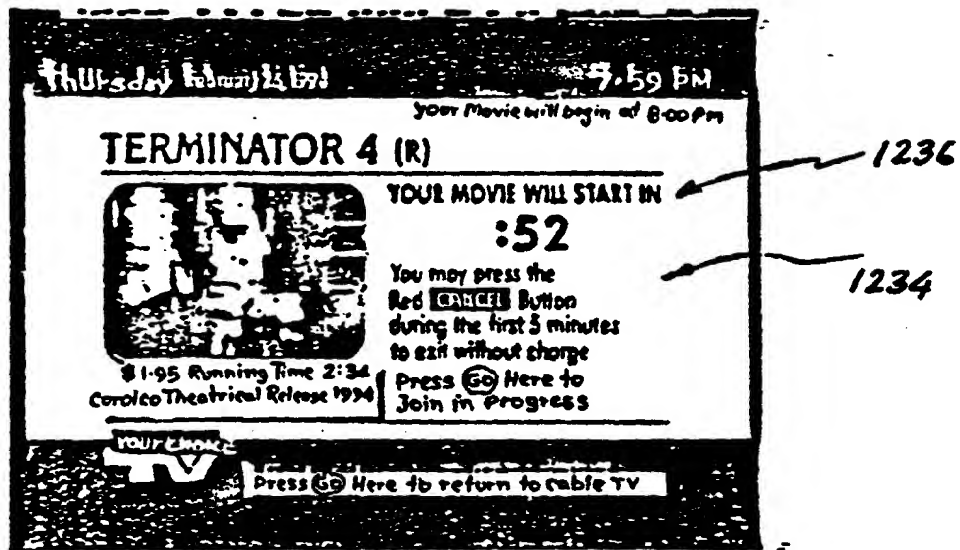 Thursday
7:59 PM
Your Movie will begin at 8:00 PM
TERMINATOR 4 (R)
YOUR MOVIE WILL START IN
:52
You may press the
Red CANCEL Button
during the first 5 minutes
to exit without charge
$1.95 Running Time 2:34
Carolco Theatrical Release 1994
Press GO Here to
Join in Progress
YOUR CHOICE
TV
Press GO Here to return to cable TV
1236
1234